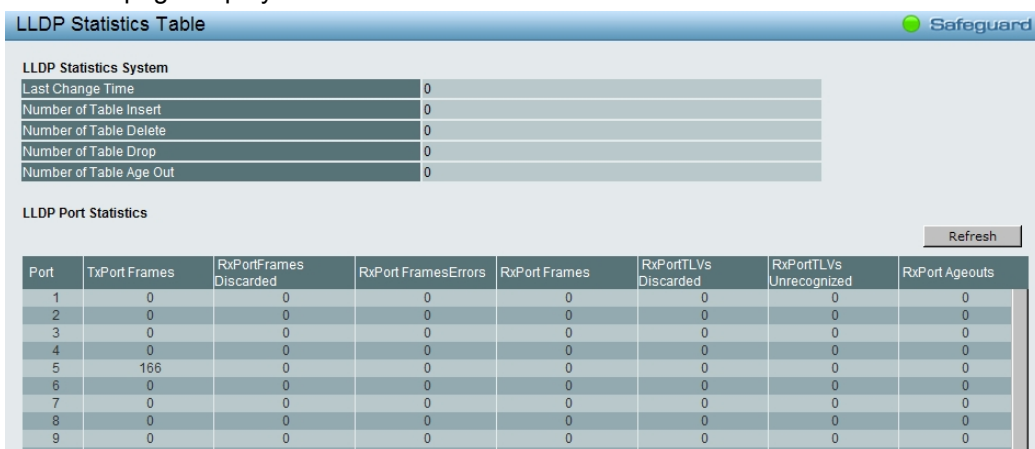 LLDP Statistics Table Safeguard
LLDP Statistics System
Last Change Time 0
Number of Table Insert 0
Number of Table Delete 0
Number of Table Drop 0
Number of Table Age Out 0
LLDP Port Statistics
Refresh
Port TxPort Frames RxPortFrames Discarded RxPort FramesErrors RxPort Frames RxPortTLVs Discarded RxPortTLVs Unrecognized RxPort Ageouts
1 0 0 0 0 0 0 0
2 0 0 0 0 0 0 0
3 0 0 0 0 0 0 0
4 0 0 0 0 0 0 0
5 166 0 0 0 0 0 0
6 0 0 0 0 0 0 0
7 0 0 0 0 0 0 0
8 0 0 0 0 0 0 0
9 0 0 0 0 0 0 0